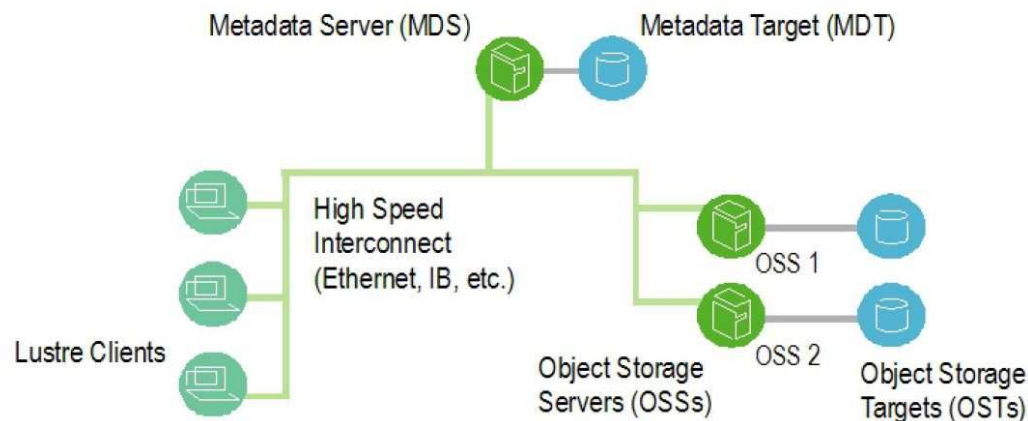 Metadata Server (MDS)
Metadata Target (MDT)
High Speed
Interconnect
(Ethernet, IB, etc.)
OSS 1
OSS 2
Lustre Clients
Object Storage
Servers (OSSs)
Object Storage
Targets (OSTs)